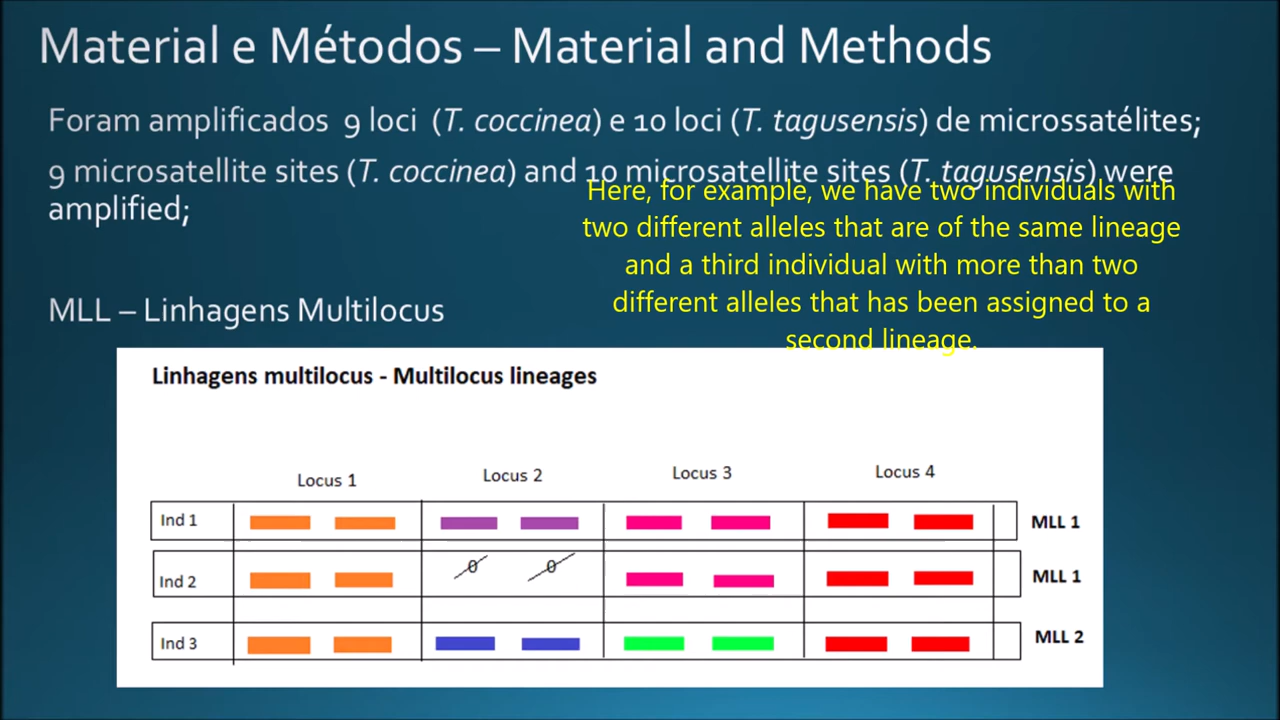 Material e Métodos – Material and Methods
Foram amplificados 9 loci (T. coccinea) e 10 loci (T. tagusensis) de microssatélites;
9 microsatellite sites (T. coccinea) and 10 microsatellite sites (T. tagusensis) were
amplified;
Here, for example, we have two individuals with
two different alleles that are of the same lineage
and a third individual with more than two
different alleles that has been assigned to a
second lineage.
MLL – Linhagens Multilocus
Linhagens multilocus - Multilocus lineages
Locus 1 Locus 2 Locus 3 Locus 4
Ind 1 MLL 1
Ind 2 0 0 MLL 1
Ind 3 MLL 2